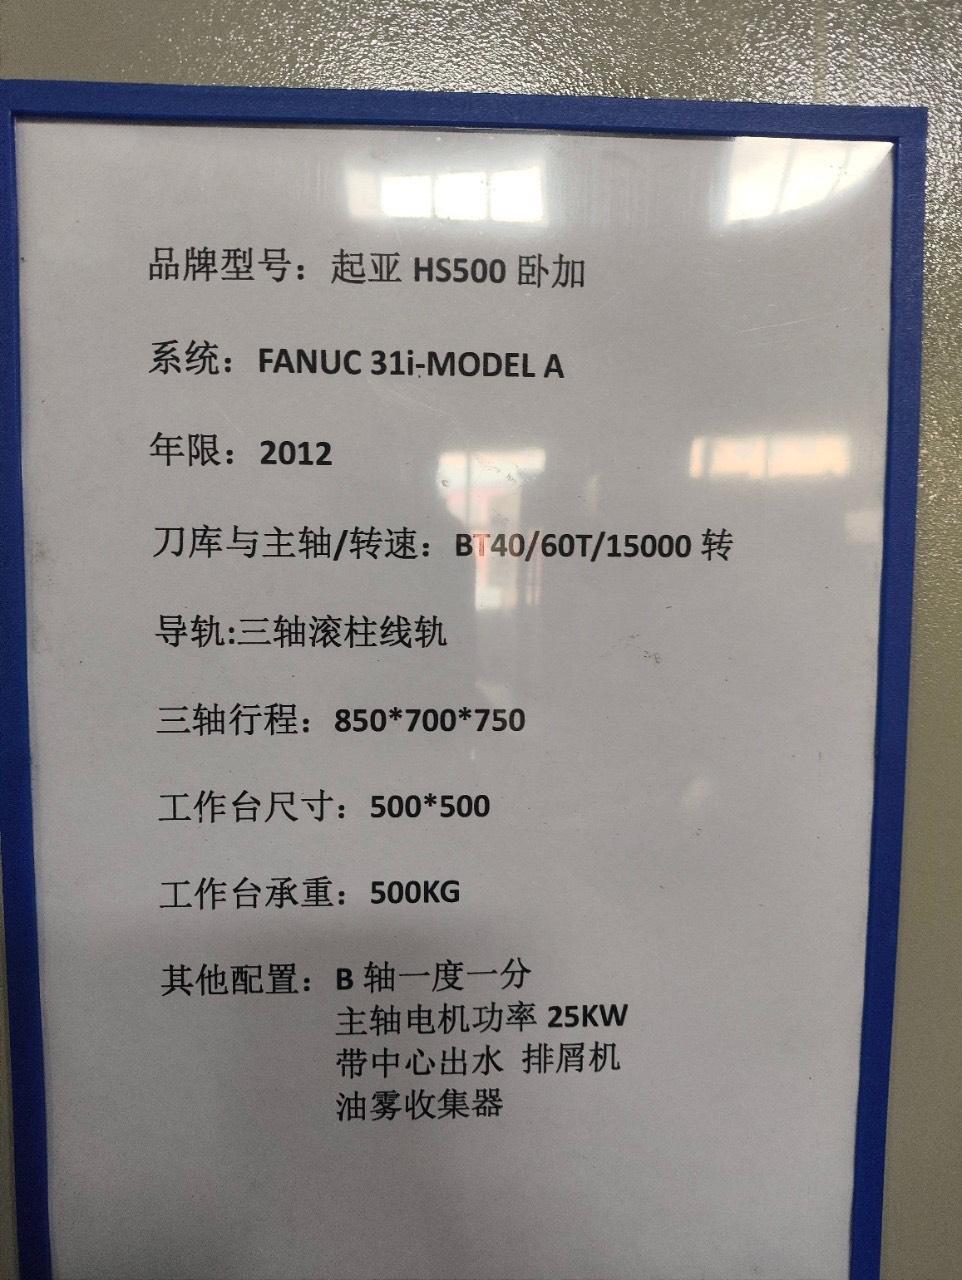 品牌型号：起亚 HS500 卧加
系统：FANUC 31i-MODEL A
年限：2012
刀库与主轴/转速：BT40/60T/15000 转
导轨:三轴滚柱线轨
三轴行程：850*700*750
工作台尺寸：500*500
工作台承重：500KG
其他配置：B 轴一度一分
主轴电机功率 25KW
带中心出水 排屑机
油雾收集器